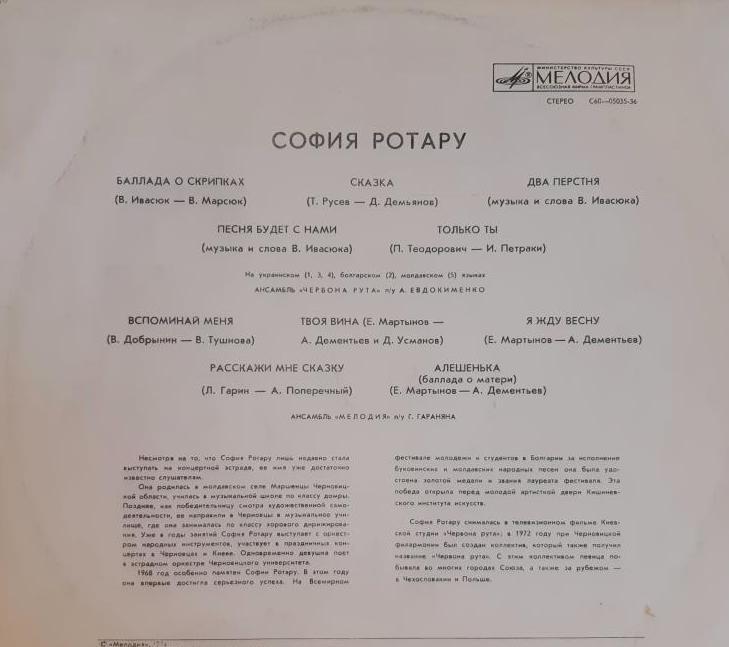 МИНИСТЕРСТВО КУЛЬТУРЫ СССР
МЕЛОДИЯ
ВСЕСОЮЗНАЯ ФИРМА ГРАМПЛАСТИНОК
СТЕРЕО С60—05035-36
СОФИЯ РОТАРУ
БАЛЛАДА О СКРИПКАХ СКАЗКА ДВА ПЕРСТНЯ
(В. Ивасюк — В. Марсюк) (Т. Русев — Д. Демьянов) (музыка и слова В. Ивасюка)
ПЕСНЯ БУДЕТ С НАМИ ТОЛЬКО ТЫ
(музыка и слова В. Ивасюка) (П. Теодорович — И. Петраки)
На украинском (1, 3, 4), болгарском (2), молдавском (5) языках
АНСАМБЛЬ «ЧЕРВОНА РУТА» п/у А. ЕВДОКИМЕНКО
ВСПОМИНАЙ МЕНЯ ТВОЯ ВИНА (Е. Мартынов — Я ЖДУ ВЕСНУ
(В. Добрынин — В. Тушнова) А. Дементьев и Д. Усманов) (Е. Мартынов — А. Дементьев)
РАССКАЖИ МНЕ СКАЗКУ АЛЕШЕНЬКА
(баллада о матери)
(Л. Гарин — А. Поперечный) (Е. Мартынов — А. Дементьев)
АНСАМБЛЬ «МЕЛОДИЯ» п/у Г. ГАРАНЯНА
Несмотря на то, что София Ротару лишь недавно стала
выступать на концертной эстраде, ее имя уже достаточно
известно слушателям.
Она родилась в молдавском селе Маршенцы Черновиц-
кой области, училась в музыкальной школе по классу домры.
Позднее, как победительницу смотра художественной само-
деятельности, ее направили в Черновцы в музыкальное учи-
лище, где она занималась по классу хорового дирижирова-
ния. Уже в годы занятий София Ротару выступает с оркест-
ром народных инструментов, участвует в праздничных кон-
цертах в Черновцах и Киеве. Одновременно девушка поет
в эстрадном оркестре Черновицкого университета.
1968 год особенно памятен Софии Ротару. В этом году
она впервые достигла серьезного успеха. На Всемирном
фестивале молодежи и студентов в Болгарии за исполнение
буковинских и молдавских народных песен она была удо-
стоена золотой медали и звания лауреата фестиваля. Эта
победа открыла перед молодой артисткой двери Кишинев-
ского института искусств.
София Ротару снималась в телевизионном фильме Киев-
ской студии «Червона рута»; в 1972 году при Черновицкой
филармонии был создан коллектив, который также получил
название «Червона рута». С этим коллективом певица по-
бывала во многих городах Союза, а также за рубежом —
в Чехословакии и Польше.
С «Мелодия»,